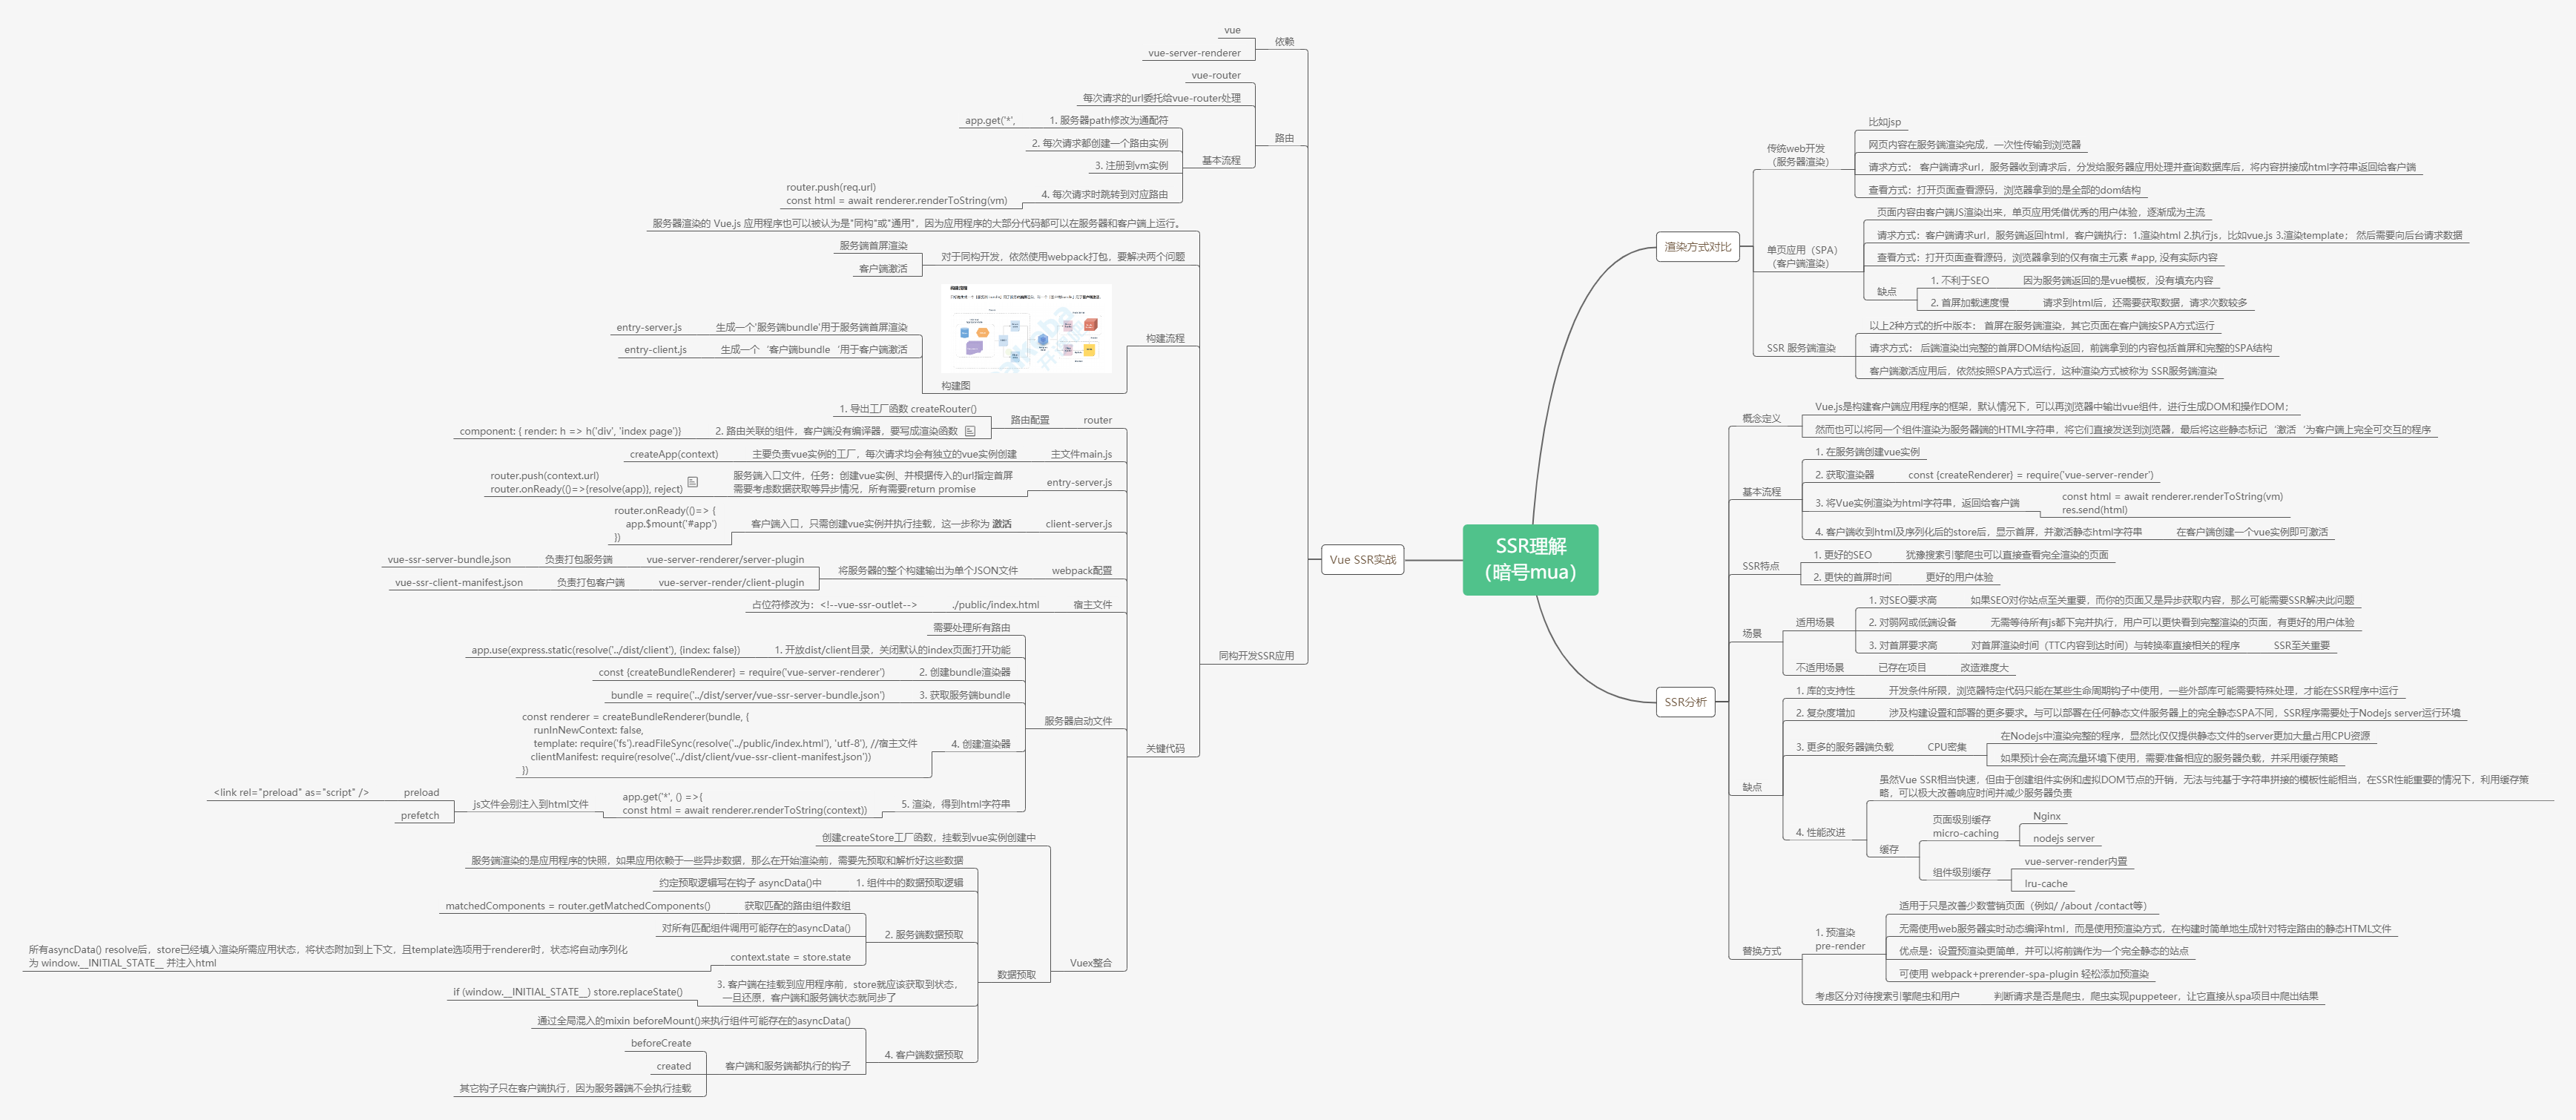 SSR理解
（暗号mua）
渲染方式对比
传统web开发
（服务器渲染）
比如jsp
网页内容在服务端渲染完成，一次性传输到浏览器
请求方式： 客户端请求url，服务器收到请求后，分发给服务器应用处理并查询数据库后，将内容拼接成html字符串返回给客户端
查看方式：打开页面查看源码，浏览器拿到的是全部的dom结构
单页应用（SPA）
（客户端渲染）
页面内容由客户端JS渲染出来，单页应用凭借优秀的用户体验，逐渐成为主流
请求方式：客户端请求url，服务端返回html，客户端执行：1.渲染html 2.执行js，比如vue.js 3.渲染template； 然后需要向后台请求数据
查看方式：打开页面查看源码，浏览器拿到的仅有宿主元素 #app, 没有实际内容
缺点
1. 不利于SEO
因为服务端返回的是vue模板，没有填充内容
2. 首屏加载速度慢
请求到html后，还需要获取数据，请求次数较多
SSR 服务端渲染
以上2种方式的折中版本： 首屏在服务端渲染，其它页面在客户端按SPA方式运行
请求方式： 后端渲染出完整的首屏DOM结构返回，前端拿到的内容包括首屏和完整的SPA结构
客户端激活应用后，依然按照SPA方式运行，这种渲染方式被称为 SSR服务端渲染
SSR分析
概念定义
Vue.js是构建客户端应用程序的框架，默认情况下，可以再浏览器中输出vue组件，进行生成DOM和操作DOM；
然而也可以将同一个组件渲染为服务器端的HTML字符串，将它们直接发送到浏览器，最后将这些静态标记‘激活‘为客户端上完全可交互的程序
基本流程
1. 在服务端创建vue实例
2. 获取渲染器
const {createRenderer} = require('vue-server-render')
3. 将Vue实例渲染为html字符串，返回给客户端
const html = await renderer.renderToString(vm)
res.send(html)
4. 客户端收到html及序列化后的store后，显示首屏，并激活静态html字符串
在客户端创建一个vue实例即可激活
SSR特点
1. 更好的SEO
犹豫搜索引擎爬虫可以直接查看完全渲染的页面
2. 更快的首屏时间
更好的用户体验
场景
适用场景
1. 对SEO要求高
如果SEO对你站点至关重要，而你的页面又是异步获取内容，那么可能需要SSR解决此问题
2. 对弱网或低端设备
无需等待所有js都下完并执行，用户可以更快看到完整渲染的页面，有更好的用户体验
3. 对首屏要求高
对首屏渲染时间（TTC内容到达时间）与转换率直接相关的程序
SSR至关重要
不适用场景
已存在项目
改造难度大
缺点
1. 库的支持性
开发条件所限，浏览器特定代码只能在某些生命周期钩子中使用，一些外部库可能需要特殊处理，才能在SSR程序中运行
2. 复杂度增加
涉及构建设置和部署的更多要求。与可以部署在任何静态文件服务器上的完全静态SPA不同，SSR程序需要处于Nodejs server运行环境
3. 更多的服务器端负载
CPU密集
在Nodejs中渲染完整的程序，显然比仅仅提供静态文件的server更加大量占用CPU资源
如果预计会在高流量环境下使用，需要准备相应的服务器负载，并采用缓存策略
4. 性能改进
虽然Vue SSR相当快速，但由于创建组件实例和虚拟DOM节点的开销，无法与纯基于字符串拼接的模板性能相当，在SSR性能重要的情况下，利用缓存策
略，可以极大改善响应时间并减少服务器负责
缓存
页面级别缓存
micro-caching
Nginx
nodejs server
组件级别缓存
vue-server-render内置
lru-cache
替换方式
1. 预渲染
pre-render
适用于只是改善少数营销页面（例如/ /about /contact等）
无需使用web服务器实时动态编译html，而是使用预渲染方式，在构建时简单地生成针对特定路由的静态HTML文件
优点是：设置预渲染更简单，并可以将前端作为一个完全静态的站点
可使用 webpack+prerender-spa-plugin 轻松添加预渲染
考虑区分对待搜索引擎爬虫和用户
判断请求是否是爬虫，爬虫实现puppeteer，让它直接从spa项目中爬出结果
Vue SSR实战
依赖
vue
vue-server-renderer
路由
vue-router
每次请求的url委托给vue-router处理
基本流程
1. 服务器path修改为通配符
app.get('*',
2. 每次请求都创建一个路由实例
3. 注册到vm实例
4. 每次请求时跳转到对应路由
router.push(req.url)
const html = await renderer.renderToString(vm)
同构开发SSR应用
服务器渲染的 Vue.js 应用程序也可以被认为是"同构"或"通用"，因为应用程序的大部分代码都可以在服务器和客户端上运行。
对于同构开发，依然使用webpack打包，要解决两个问题
服务端首屏渲染
客户端激活
构建流程
构建图
生成一个'服务端bundle'用于服务端首屏渲染
entry-server.js
生成一个‘客户端bundle‘用于客户端激活
entry-client.js
关键代码
router
路由配置
1. 导出工厂函数 createRouter()
2. 路由关联的组件，客户端没有编译器，要写成渲染函数
component: { render: h => h('div', 'index page')}
主文件main.js
主要负责vue实例的工厂，每次请求均会有独立的vue实例创建
createApp(context)
entry-server.js
服务端入口文件，任务：创建vue实例、并根据传入的url指定首屏
需要考虑数据获取等异步情况，所有需要return promise
router.push(context.url)
router.onReady(()=>{resolve(app)}, reject)
client-server.js
客户端入口，只需创建vue实例并执行挂载，这一步称为 激活
router.onReady(()=> {
app.$mount('#app')
})
webpack配置
将服务器的整个构建输出为单个JSON文件
vue-server-renderer/server-plugin
负责打包服务端
vue-ssr-server-bundle.json
vue-server-render/client-plugin
负责打包客户端
vue-ssr-client-manifest.json
宿主文件
./public/index.html
占位符修改为：<!--vue-ssr-outlet-->
服务器启动文件
需要处理所有路由
1. 开放dist/client目录，关闭默认的index页面打开功能
app.use(express.static(resolve('../dist/client'), {index: false})
2. 创建bundle渲染器
const {createBundleRenderer} = require('vue-server-renderer')
3. 获取服务端bundle
bundle = require('../dist/server/vue-ssr-server-bundle.json')
4. 创建渲染器
const renderer = createBundleRenderer(bundle, {
runInNewContext: false,
template: require('fs').readFileSync(resolve('../public/index.html'), 'utf-8'), //宿主文件
clientManifest: require(resolve('../dist/client/vue-ssr-client-manifest.json'))
})
5. 渲染，得到html字符串
app.get('*', () =>{
const html = await renderer.renderToString(context))
js文件会别注入到html文件
preload
<link rel="preload" as="script" />
prefetch
Vuex整合
创建createStore工厂函数，挂载到vue实例创建中
数据预取
服务端渲染的是应用程序的快照，如果应用依赖于一些异步数据，那么在开始渲染前，需要先预取和解析好这些数据
1. 组件中的数据预取逻辑
约定预取逻辑写在钩子 asyncData()中
2. 服务端数据预取
获取匹配的路由组件数组
matchedComponents = router.getMatchedComponents()
对所有匹配组件调用可能存在的asyncData()
context.state = store.state
所有asyncData() resolve后，store已经填入渲染所需应用状态，将状态附加到上下文，且template选项用于renderer时，状态将自动序列化
为 window.__INITIAL_STATE__ 并注入html
3. 客户端在挂载到应用程序前，store就应该获取到状态，
一旦还原，客户端和服务端状态就同步了
if (window.__INITIAL_STATE__) store.replaceState()
4. 客户端数据预取
通过全局混入的mixin beforeMount()来执行组件可能存在的asyncData()
客户端和服务端都执行的钩子
beforeCreate
created
其它钩子只在客户端执行，因为服务器端不会执行挂载